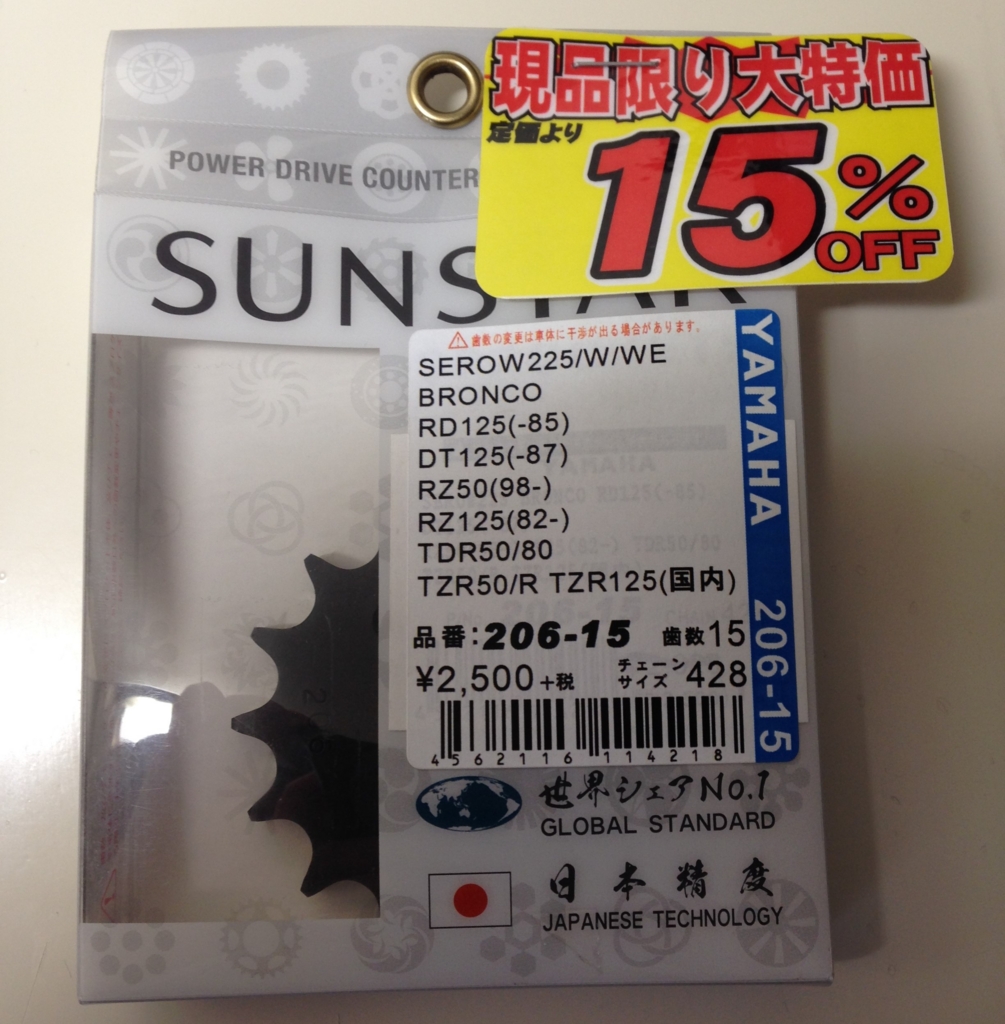 現品限り大特価
定価より
15%
OFF
POWER DRIVE COUNTER
SUNSTAR
⚠歯数の変更は車体に干渉が出る場合があります。
SEROW225/W/WE
BRONCO
RD125(-85)
DT125(-87)
RZ50(98-)
RZ125(82-)
TDR50/80
TZR50/R TZR125(国内)
品番:206-15 歯数15
¥2,500+税 チェーンサイズ 428
4562116114218
YAMAHA 206-15
世界シェアNo.1
GLOBAL STANDARD
日本精度
JAPANESE TECHNOLOGY